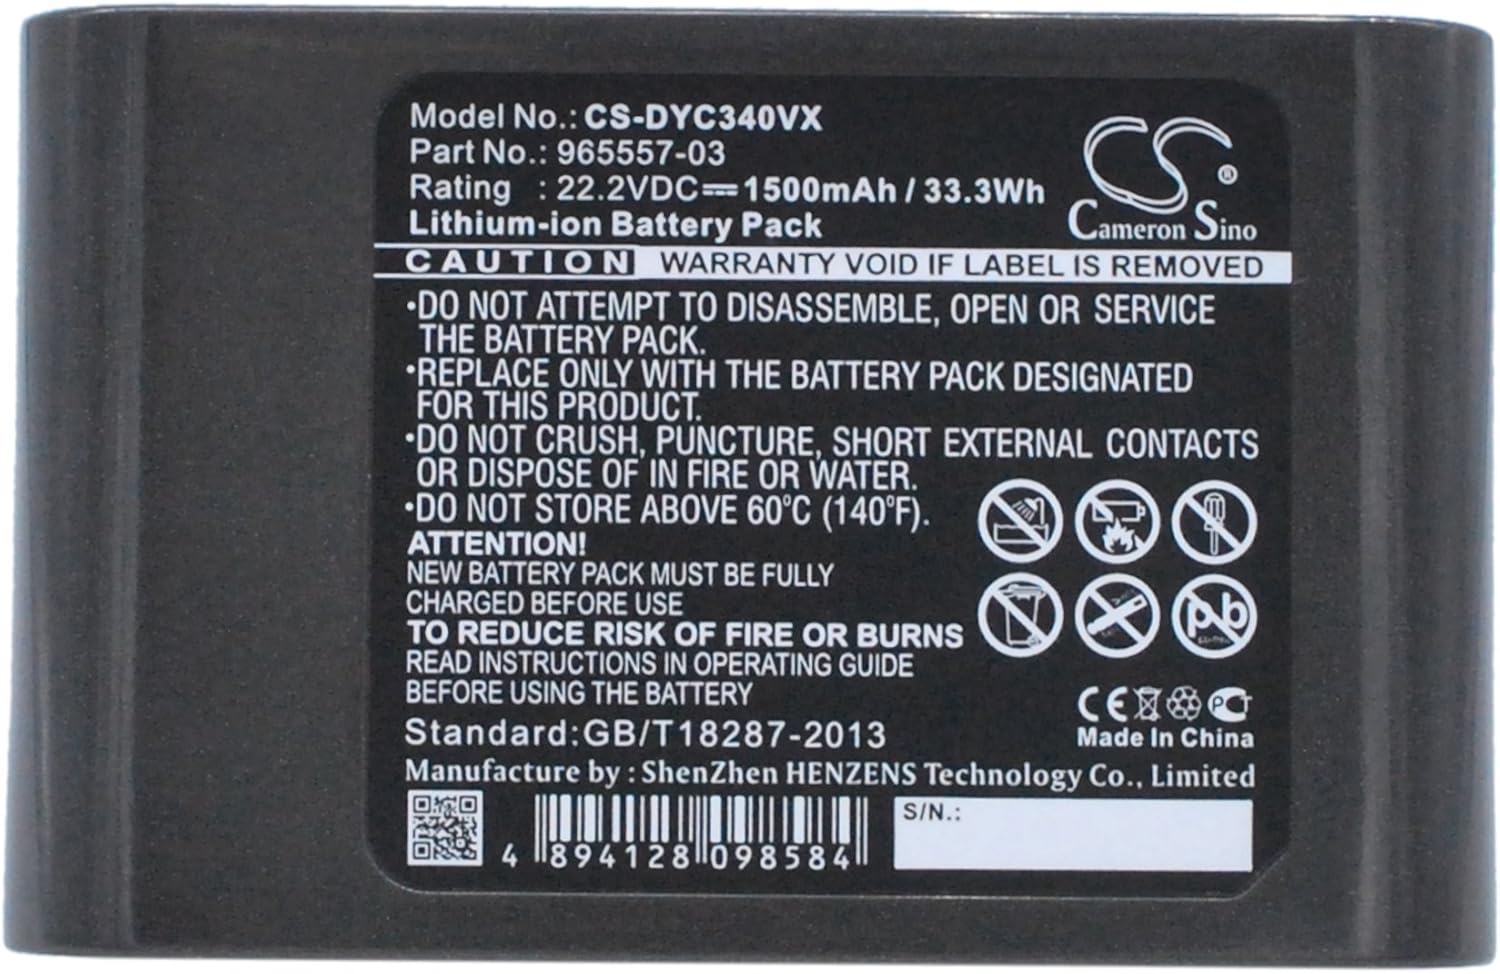 Model No.: CS-DYC340VX
Part No.: 965557-03
Rating : 22.2VDC⎓1500mAh / 33.3Wh
Lithium-ion Battery Pack
CS®
Cameron Sino
CAUTION WARRANTY VOID IF LABEL IS REMOVED
•DO NOT ATTEMPT TO DISASSEMBLE, OPEN OR SERVICE
THE BATTERY PACK.
•REPLACE ONLY WITH THE BATTERY PACK DESIGNATED
FOR THIS PRODUCT.
•DO NOT CRUSH, PUNCTURE, SHORT EXTERNAL CONTACTS
OR DISPOSE OF IN FIRE OR WATER.
•DO NOT STORE ABOVE 60°C (140°F).
ATTENTION!
NEW BATTERY PACK MUST BE FULLY
CHARGED BEFORE USE
TO REDUCE RISK OF FIRE OR BURNS
READ INSTRUCTIONS IN OPERATING GUIDE
BEFORE USING THE BATTERY
pb
CE PCT
Made In China
Standard:GB/T18287-2013
Manufacture by : ShenZhen HENZENS Technology Co., Limited
4 894128 098584
S/N.: